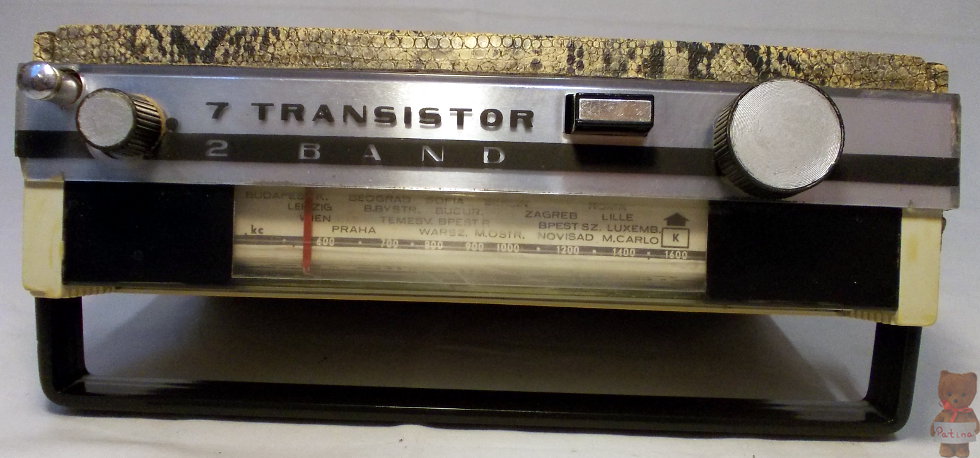 7 TRANSISTOR
2 BAND
BUDAPEST BEOGRAD SOFIA ROMA
LEIPZIG B.BYSTR. BUCUR. ZAGREB LILLE
WIEN TEMESV. BPEST P. BPEST SZ. LUXEMB.
PRAHA WARSZ. M.OSTR. NOVISAD M.CARLO K
kc 600 700 800 900 1000 1200 1400 1600
Patina